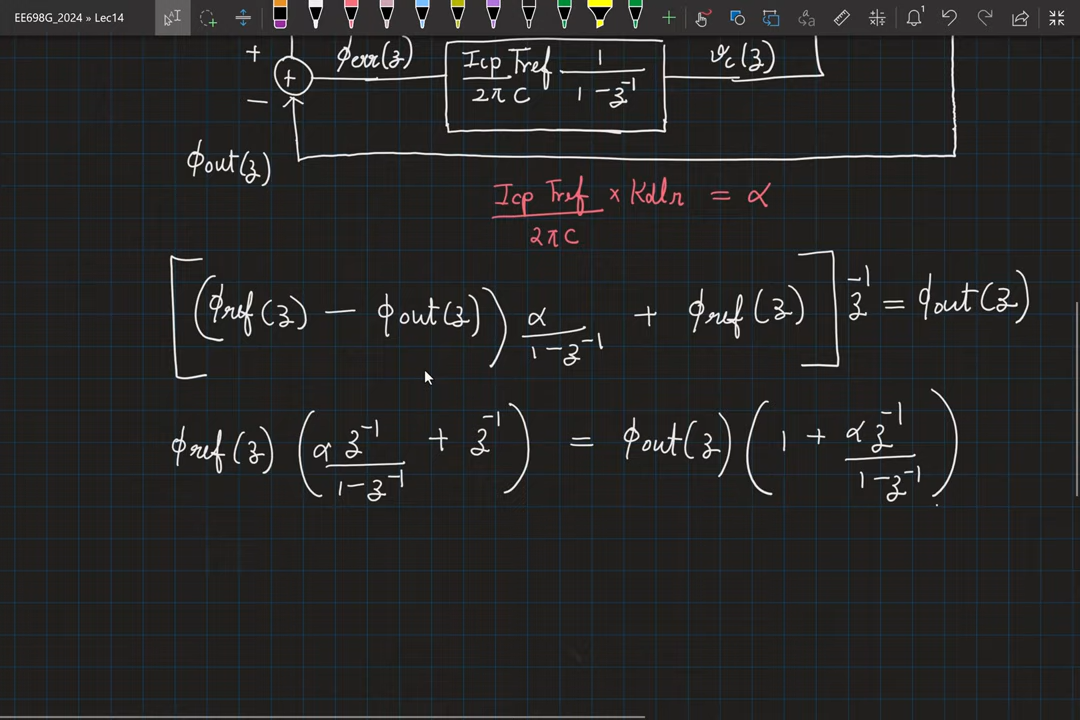 EE698G_2024 » Lec14
+ ϕerr(z) Icp Tref / 2πC 1 / 1 − z⁻¹ vc(z)
+
−
ϕout(z)
Icp Tref / 2πC × Kdlr = α
[(ϕref(z) − ϕout(z)) α / 1 − z⁻¹ + ϕref(z)] z⁻¹ = ϕout(z)
ϕref(z) (α z⁻¹ / 1 − z⁻¹ + z⁻¹) = ϕout(z) (1 + α z⁻¹ / 1 − z⁻¹)